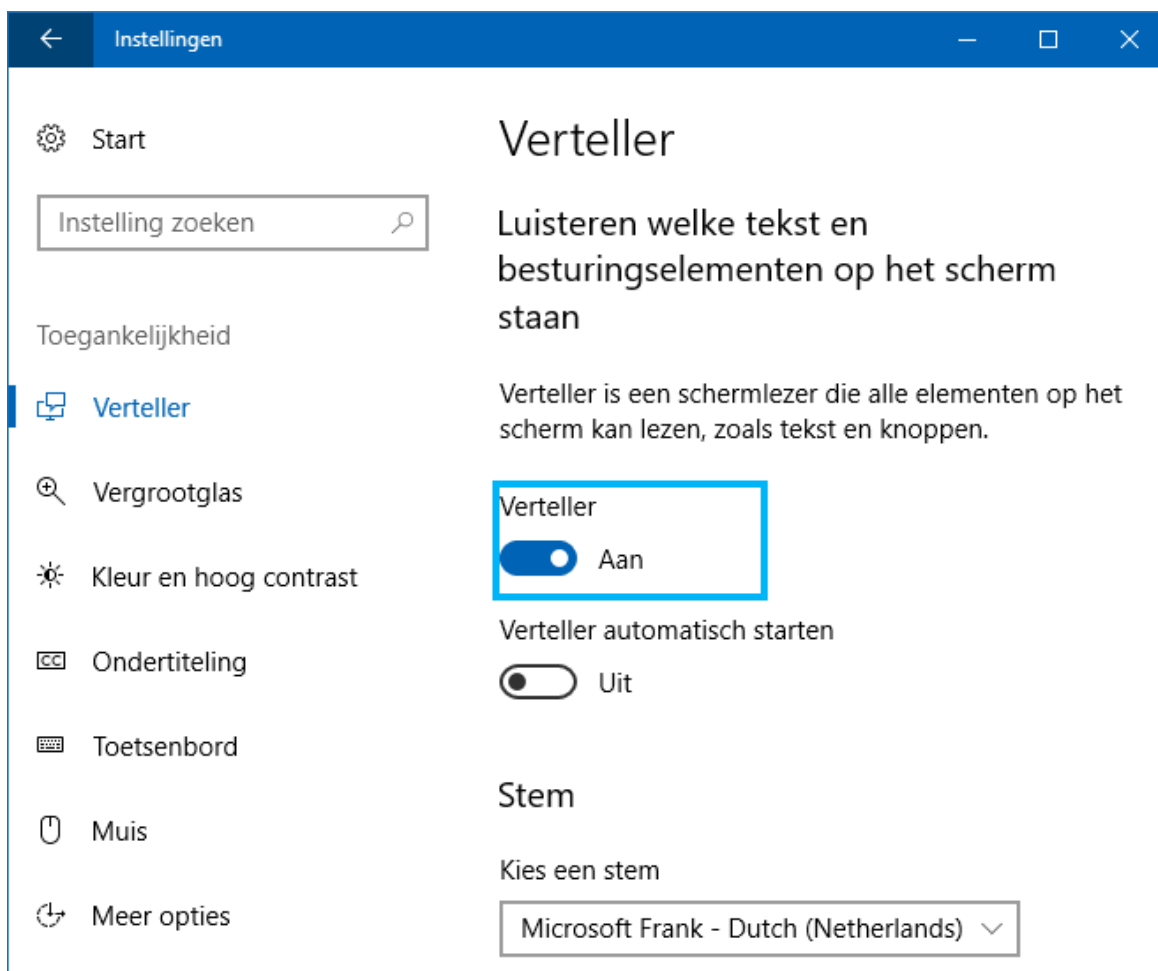 Instellingen
Start
Instelling zoeken
Toegankelijkheid
Verteller
Vergrootglas
Kleur en hoog contrast
CC Ondertiteling
Toetsenbord
Muis
Meer opties
Verteller
Luisteren welke tekst en
besturingselementen op het scherm
staan
Verteller is een schermlezer die alle elementen op het
scherm kan lezen, zoals tekst en knoppen.
Verteller
Aan
Verteller automatisch starten
Uit
Stem
Kies een stem
Microsoft Frank - Dutch (Netherlands)